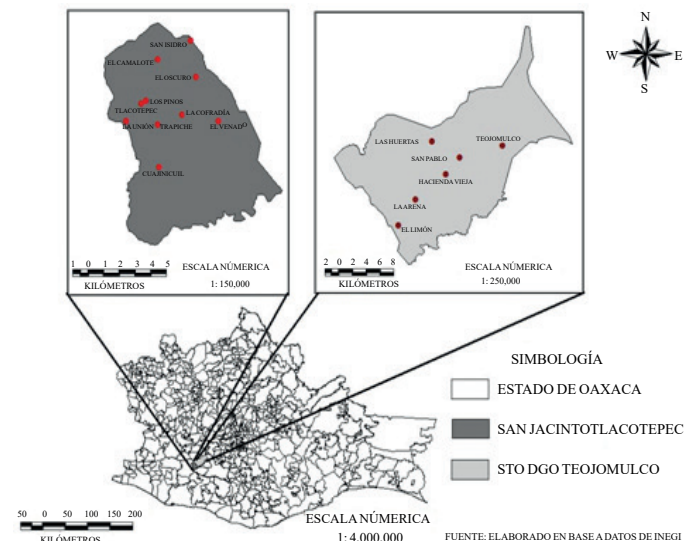 SAN ISIDRO
EL CAMALOTE
EL OSCURO
LOS PINOS
TLACOTEPEC
LA COFRADÍA
LA UNIÓN
TRAPICHE
EL VENADO
CUAJINICUIL
1 0 1 2 3 4 5
KILÓMETROS
ESCALA NÚMERICA
1: 150,000
LAS HUERTAS
TEOJOMULCO
SAN PABLO
HACIENDA VIEJA
LA ARENA
EL LIMÓN
2 0 2 4 6 8
KILÓMETROS
ESCALA NÚMERICA
1: 250,000
N
W
E
S
SIMBOLOGÍA
ESTADO DE OAXACA
SAN JACINTOTLACOTEPEC
STO DGO TEOJOMULCO
50 0 50 100 150 200
KILÓMETROS
ESCALA NÚMERICA
1: 4,000,000
FUENTE: ELABORADO EN BASE A DATOS DE INEGI